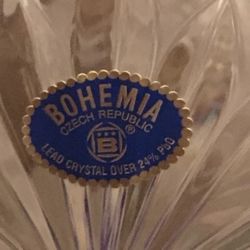 BOHEMIA
CZECH REPUBLIC
B ®
LEAD CRYSTAL OVER 24% PbO